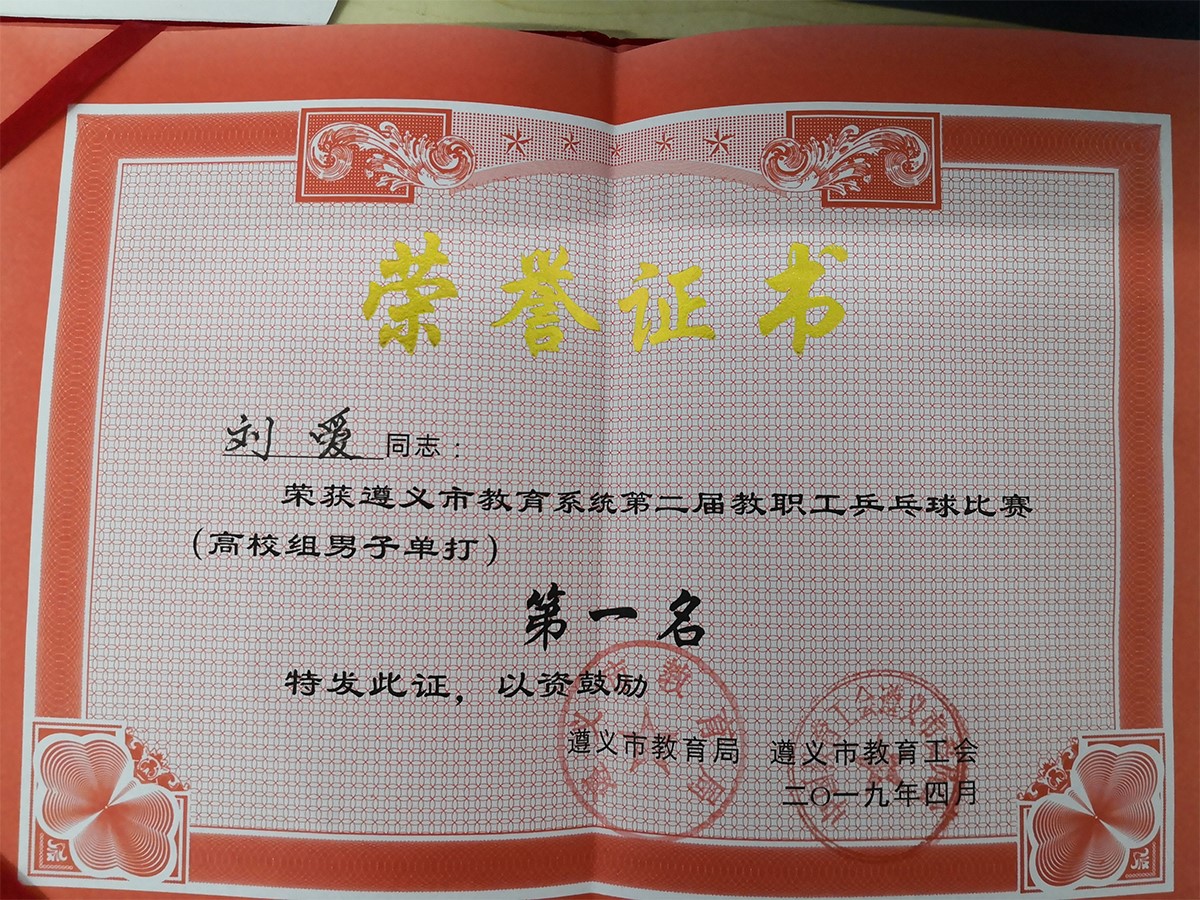 荣誉证书
刘 嗳 同志：
荣获遵义市教育系统第二届教职工乒乓球比赛
（高校组男子单打）
第一名
特发此证，以资鼓励
遵义市教育局 遵义市教育工会
二〇一九年四月